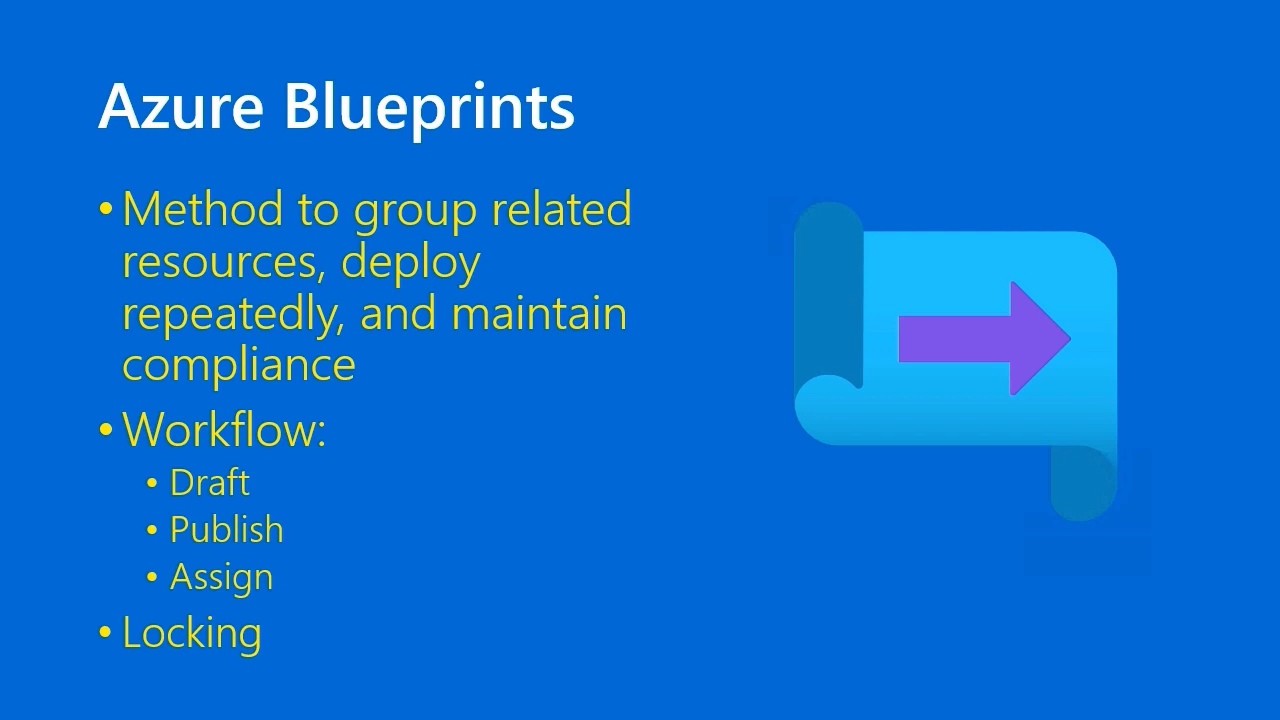 Azure Blueprints
• Method to group related
resources, deploy
repeatedly, and maintain
compliance
• Workflow:
• Draft
• Publish
• Assign
• Locking